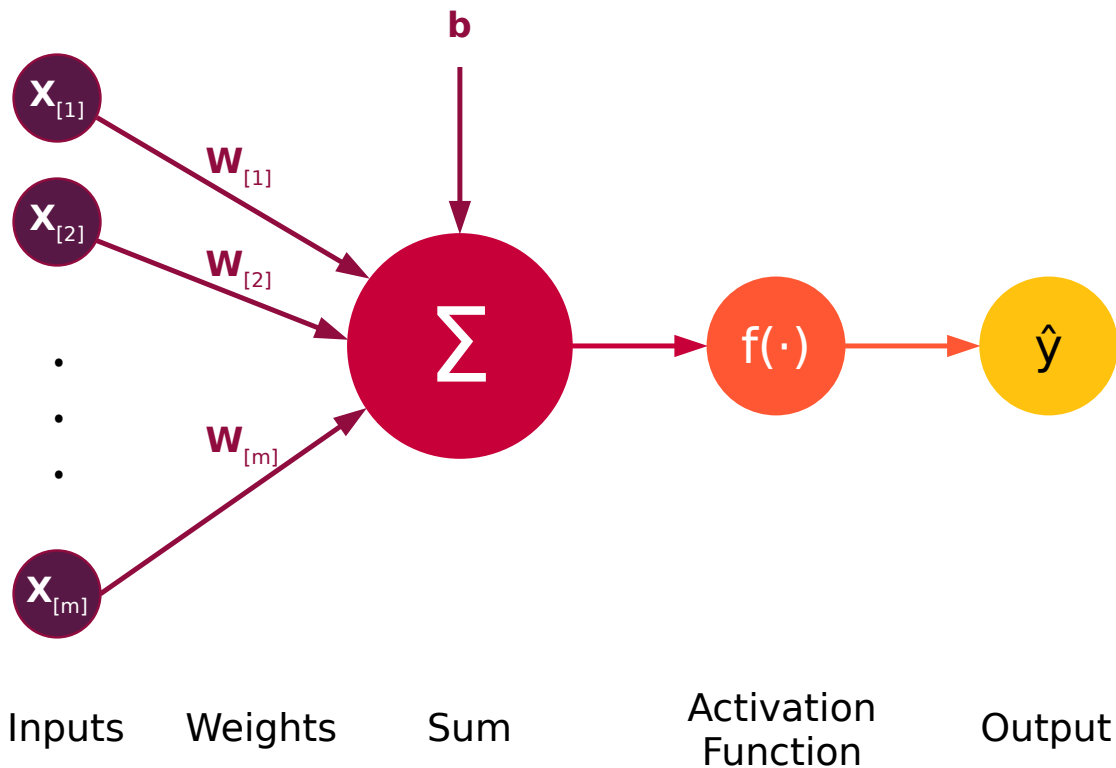 b
X[1]
W[1]
X[2]
W[2]
Σ
f(·)
ŷ
W[m]
X[m]
Inputs
Weights
Sum
Activation
Function
Output